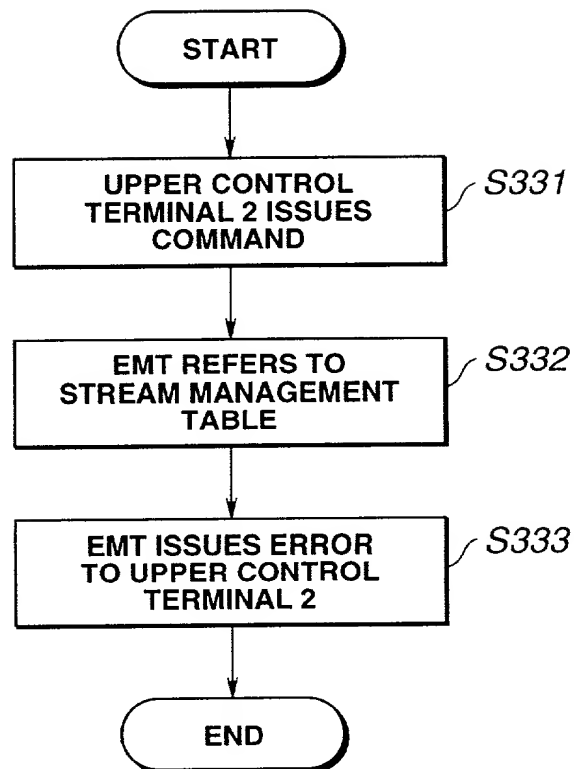 START
UPPER CONTROL
TERMINAL 2 ISSUES
COMMAND
S331
EMT REFERS TO
STREAM MANAGEMENT
TABLE
S332
EMT ISSUES ERROR
TO UPPER CONTROL
TERMINAL 2
S333
END